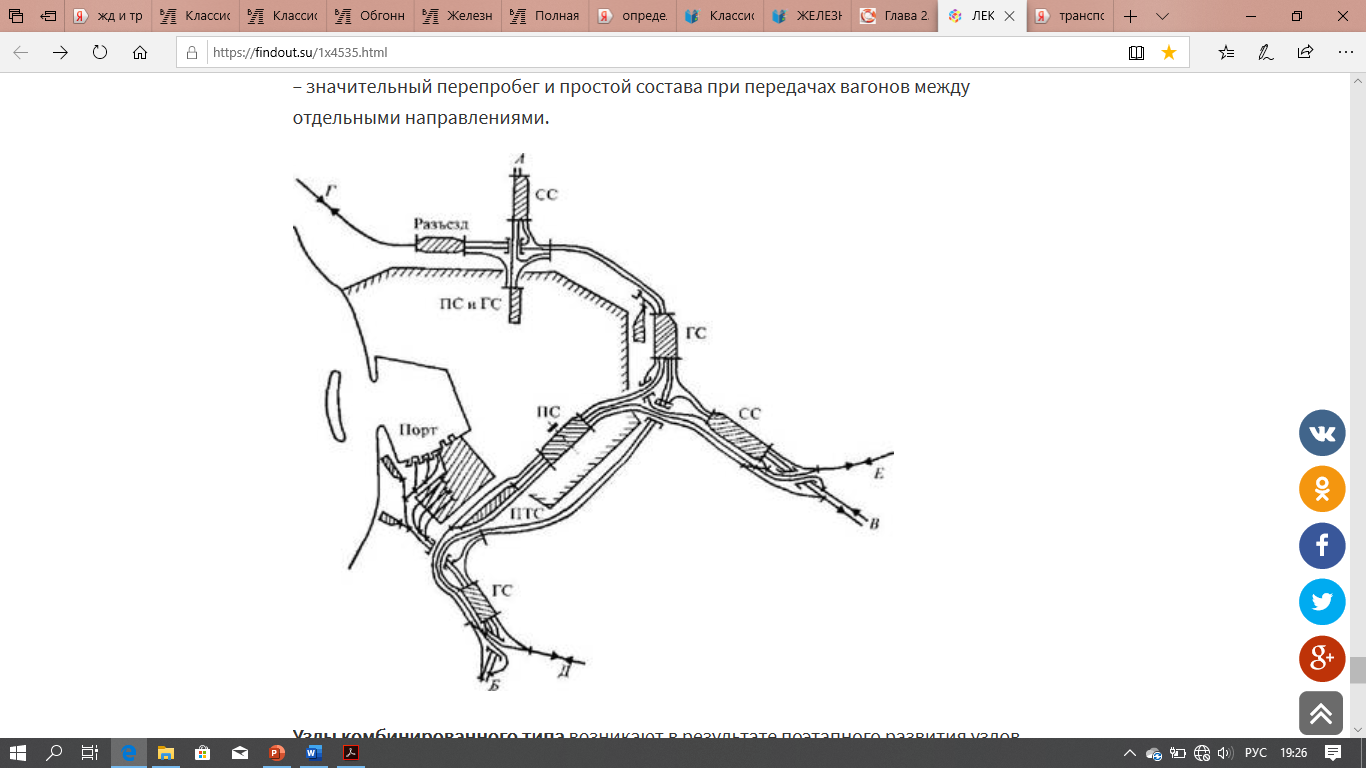 жд и тр
Классис
Классис
Обгонн
Железн
Полная
опреде.
Классис
ЖЕЛЕЗН
Глава 2.
ЛЕК
транспо
https://findout.su/1x4535.html
– значительный перепробег и простой состава при передачах вагонов между
отдельными направлениями.
А
Г
СС
Разъезд
ПС и ГС
ГС
ПС
СС
Порт
Е
ПТС
В
ГС
Д
Б
Узлы комбинированного типа возникают в результате поэтапного развития узлов
РУС
19:26